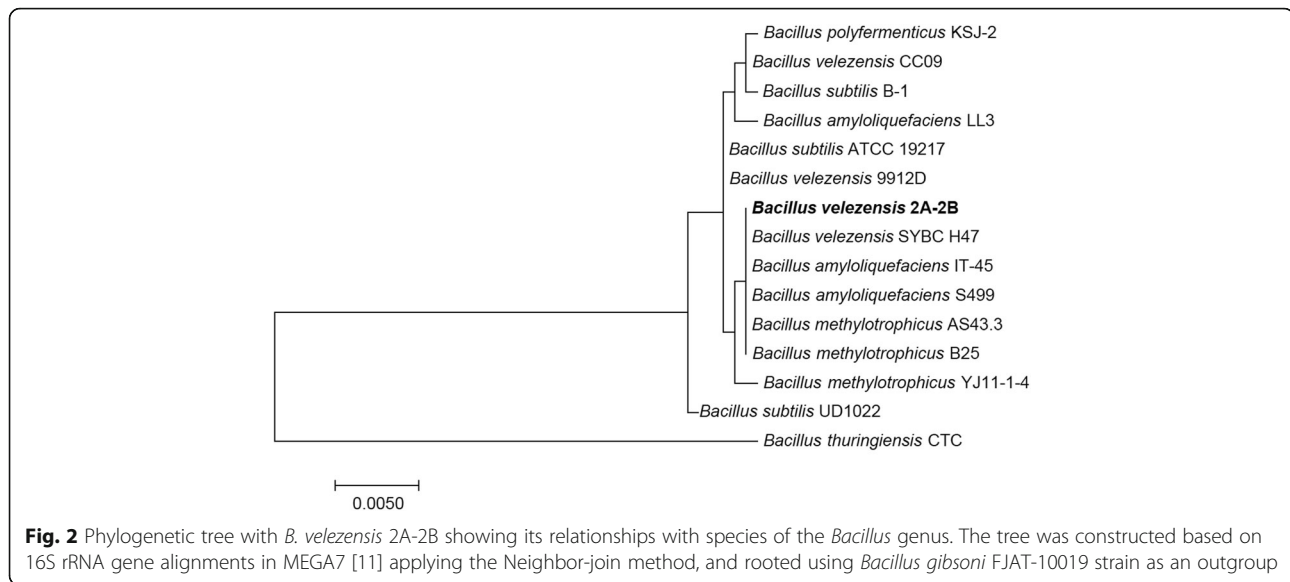 Bacillus polyfermenticus KSJ-2
Bacillus velezensis CC09
Bacillus subtilis B-1
Bacillus amyloliquefaciens LL3
Bacillus subtilis ATCC 19217
Bacillus velezensis 9912D
Bacillus velezensis 2A-2B
Bacillus velezensis SYBC H47
Bacillus amyloliquefaciens IT-45
Bacillus amyloliquefaciens S499
Bacillus methylotrophicus AS43.3
Bacillus methylotrophicus B25
Bacillus methylotrophicus YJ11-1-4
Bacillus subtilis UD1022
Bacillus thuringiensis CTC
0.0050
Fig. 2 Phylogenetic tree with B. velezensis 2A-2B showing its relationships with species of the Bacillus genus. The tree was constructed based on
16S rRNA gene alignments in MEGA7 [11] applying the Neighbor-join method, and rooted using Bacillus gibsoni FJAT-10019 strain as an outgroup